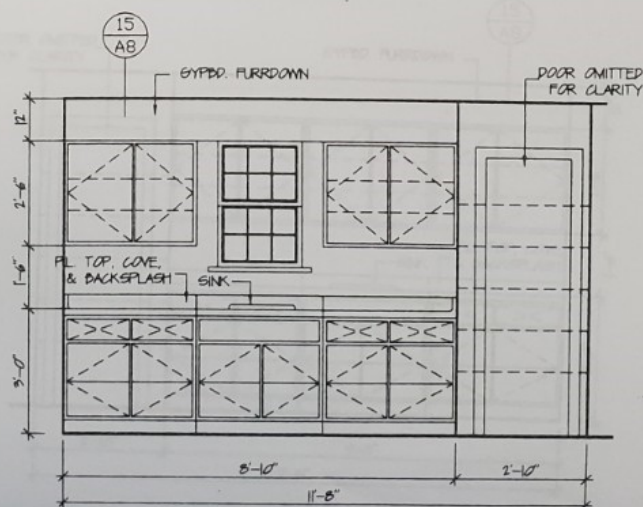 15
A8
GYPBD. FURRDOWN
DOOR OMITTED
FOR CLARITY
12"
2'-6"
1'-6"
3'-0"
P.L. TOP, COVE,
& BACKSPLASH
SINK
8'-10"
2'-10"
11'-8"